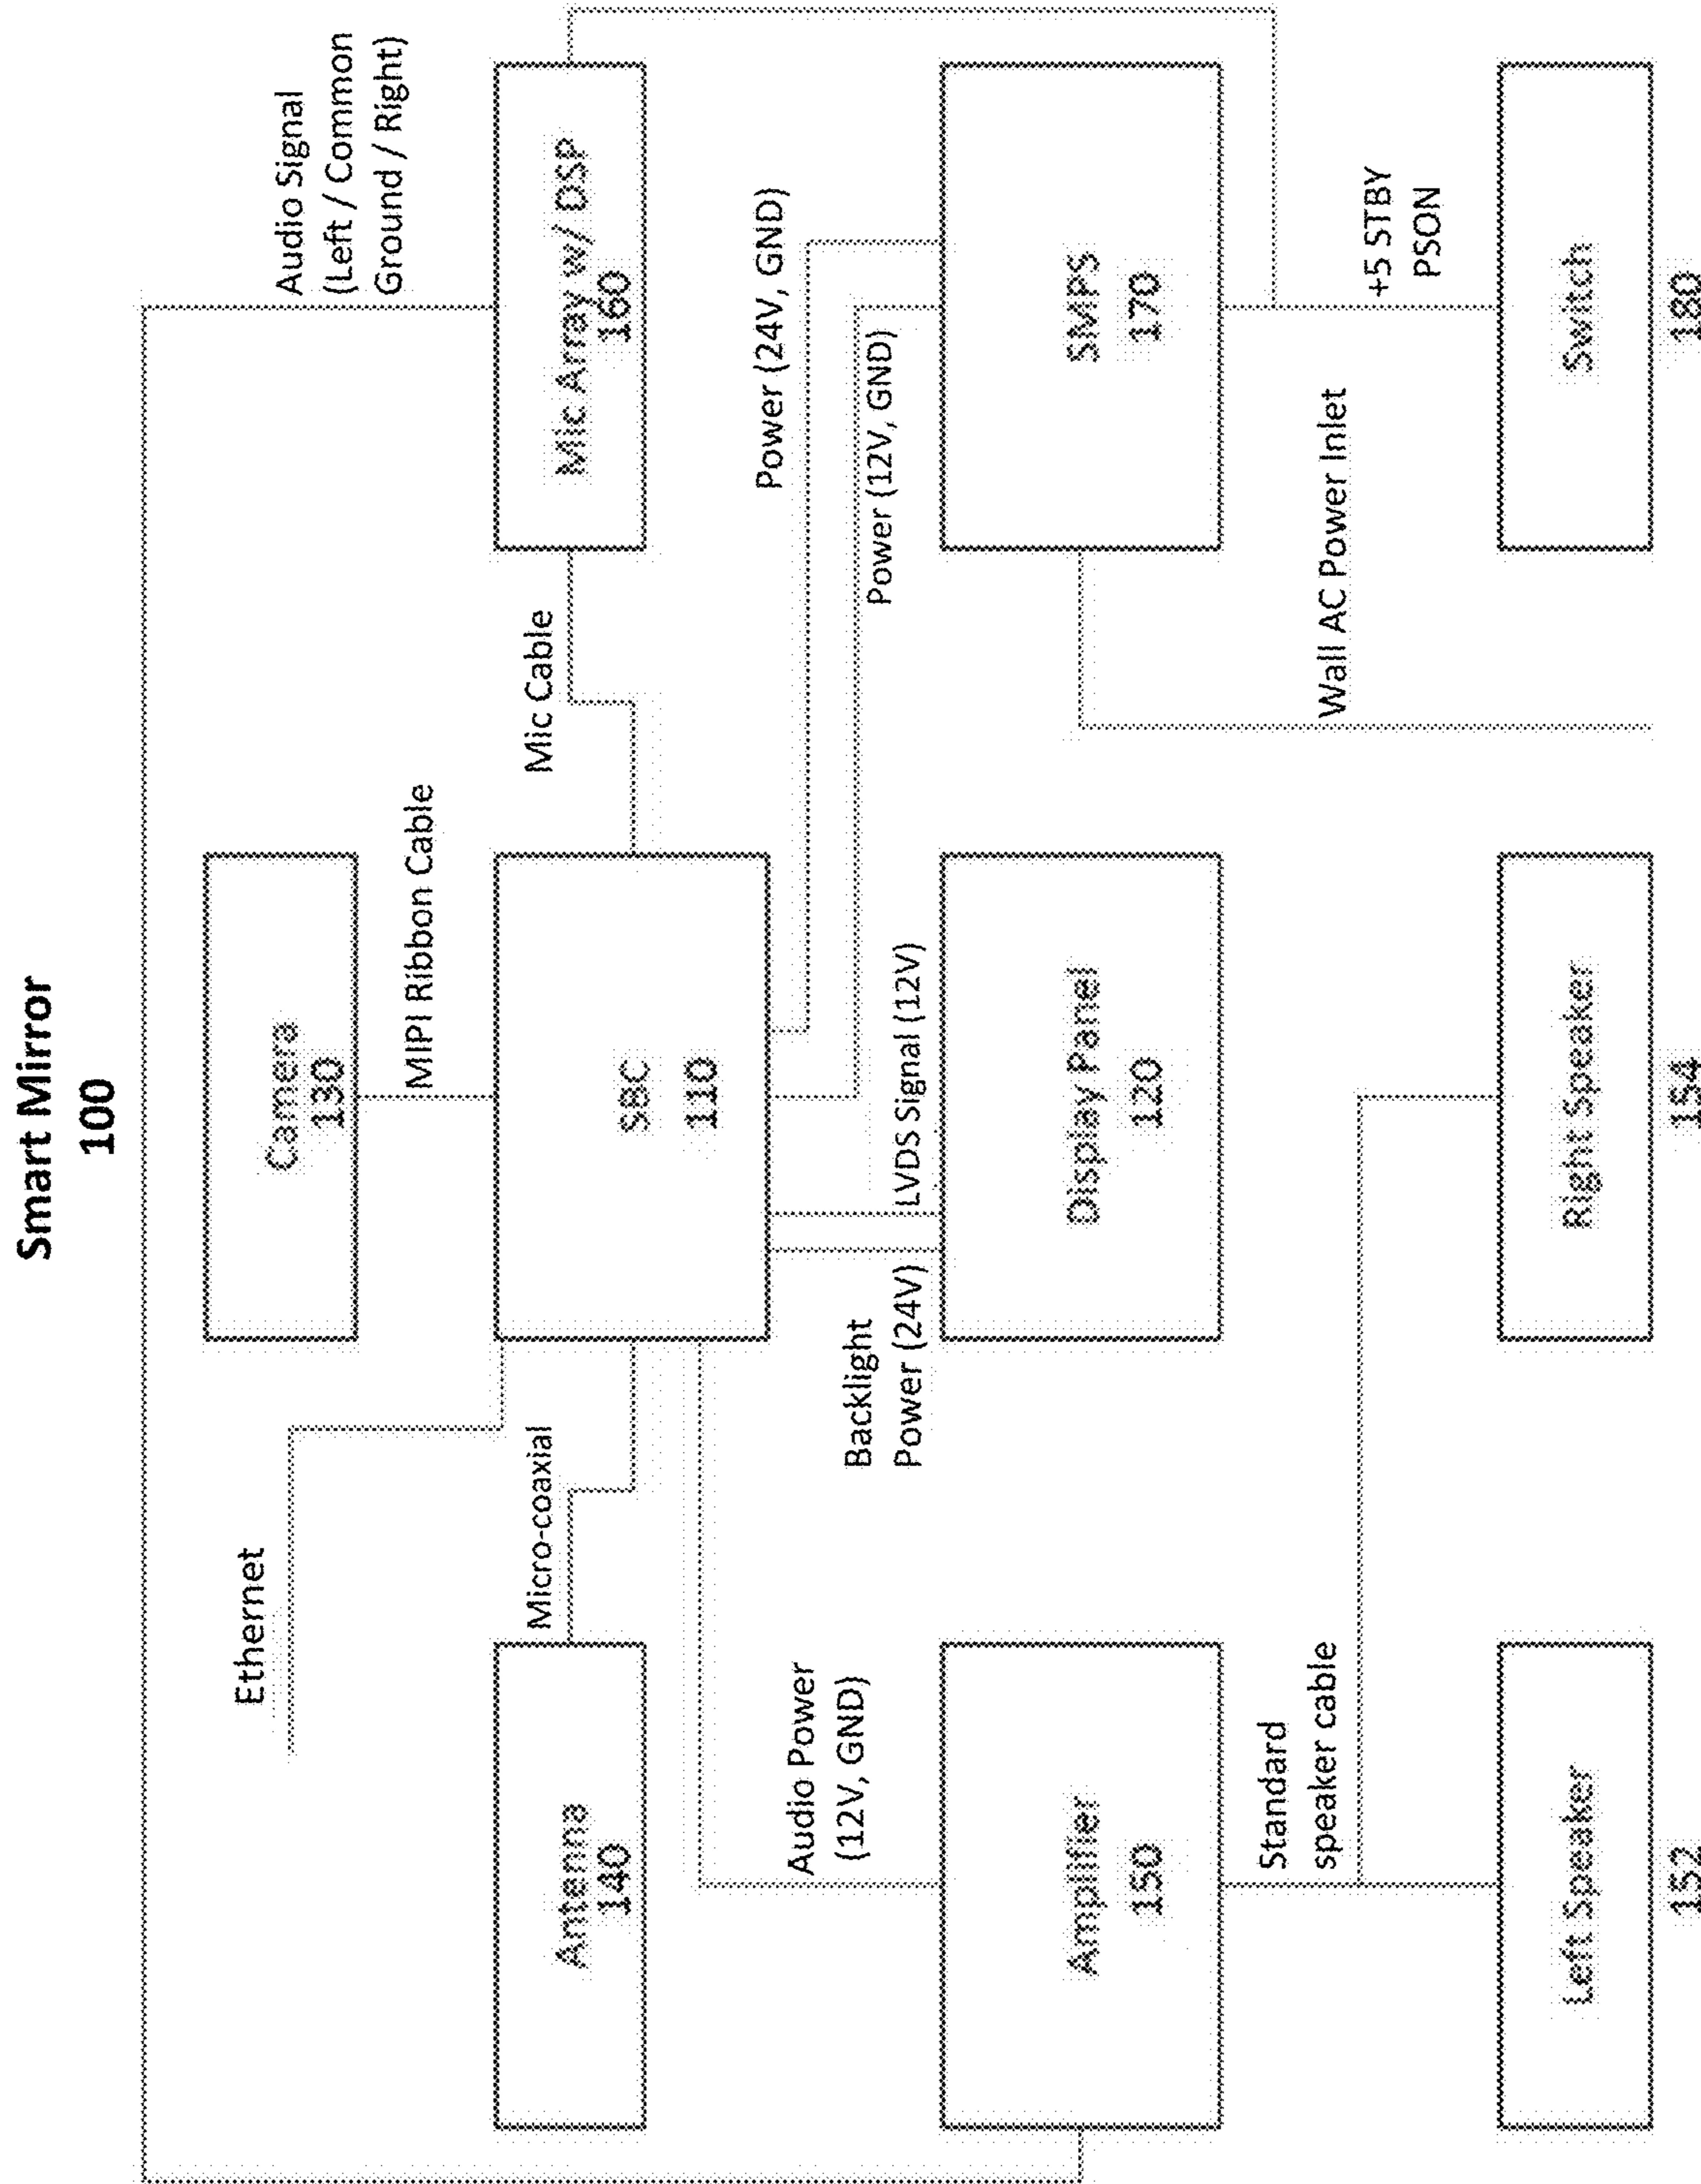 Smart Mirror
100
Ethernet
Camera
130
Audio Signal
(Left / Common
Ground / Right)
MIPI Ribbon Cable
Antenna
140
Micro-coaxial
SBC
110
Mic Cable
Mic Array w/ DSP
160
Audio Power
(12V, GND)
Backlight
Power (24V)
LVDS Signal (12V)
Power (24V, GND)
Power (12V, GND)
Amplifier
150
Display Panel
120
SMPS
170
Standard
speaker cable
Wall AC Power Inlet
+5 STBY
PSON
Left Speaker
152
Right Speaker
154
Switch
180